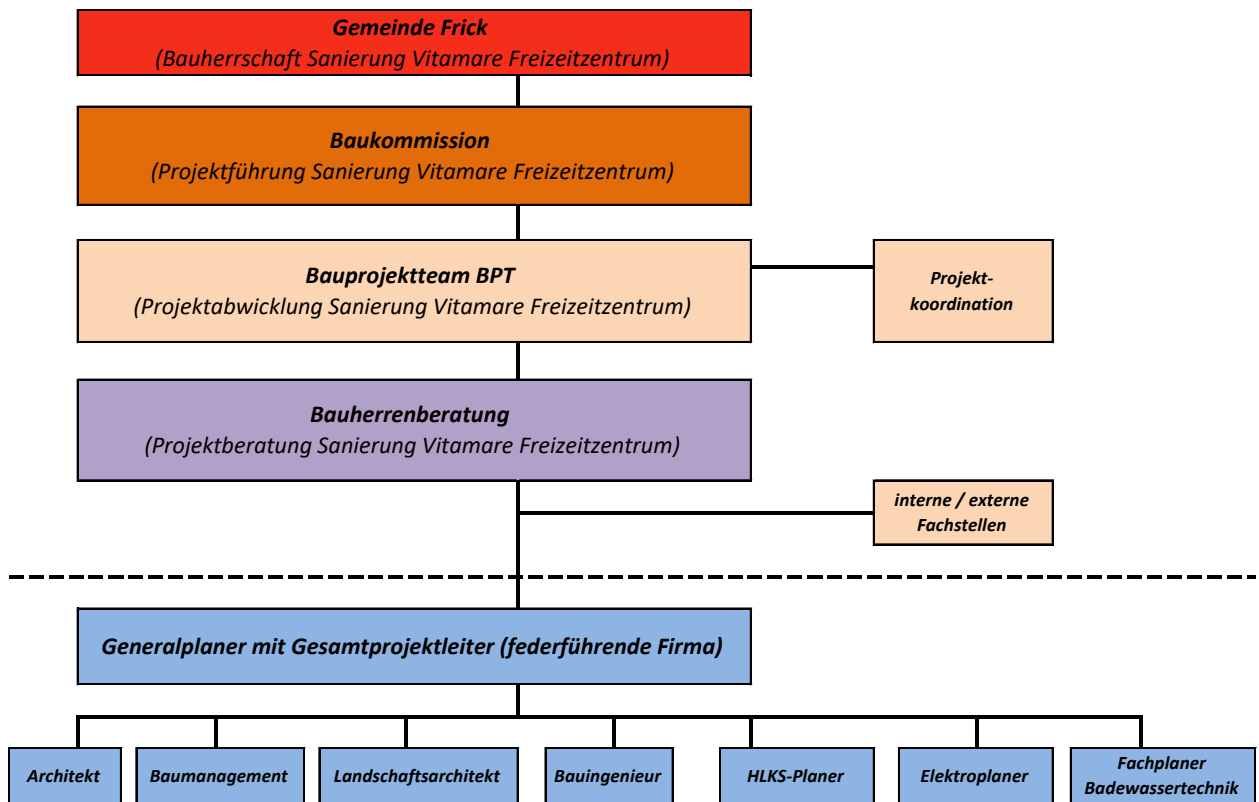 Gemeinde Frick
(Bauherrschaft Sanierung Vitamare Freizeitzentrum)
Baukommission
(Projektführung Sanierung Vitamare Freizeitzentrum)
Bauprojektteam BPT
(Projektabwicklung Sanierung Vitamare Freizeitzentrum)
Projekt-
koordination
Bauherrenberatung
(Projektberatung Sanierung Vitamare Freizeitzentrum)
interne / externe
Fachstellen
Generalplaner mit Gesamtprojektleiter (federführende Firma)
Architekt
Baumanagement
Landschaftsarchitekt
Bauingenieur
HLKS-Planer
Elektroplaner
Fachplaner
Badewassertechnik